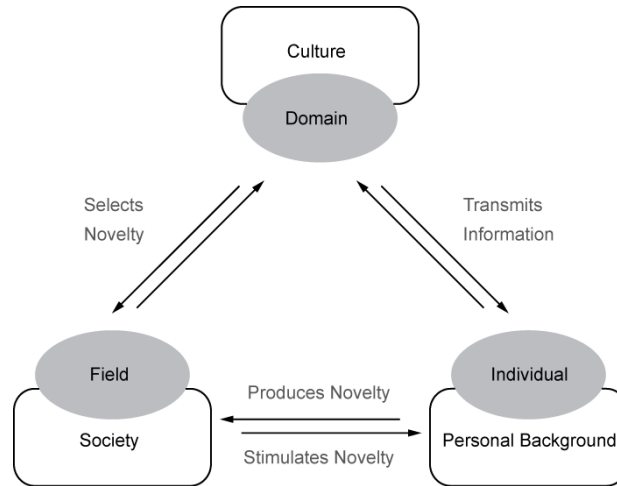 Culture
Domain
Selects
Novelty
Transmits
Information
Field
Individual
Produces Novelty
Society
Personal Background
Stimulates Novelty